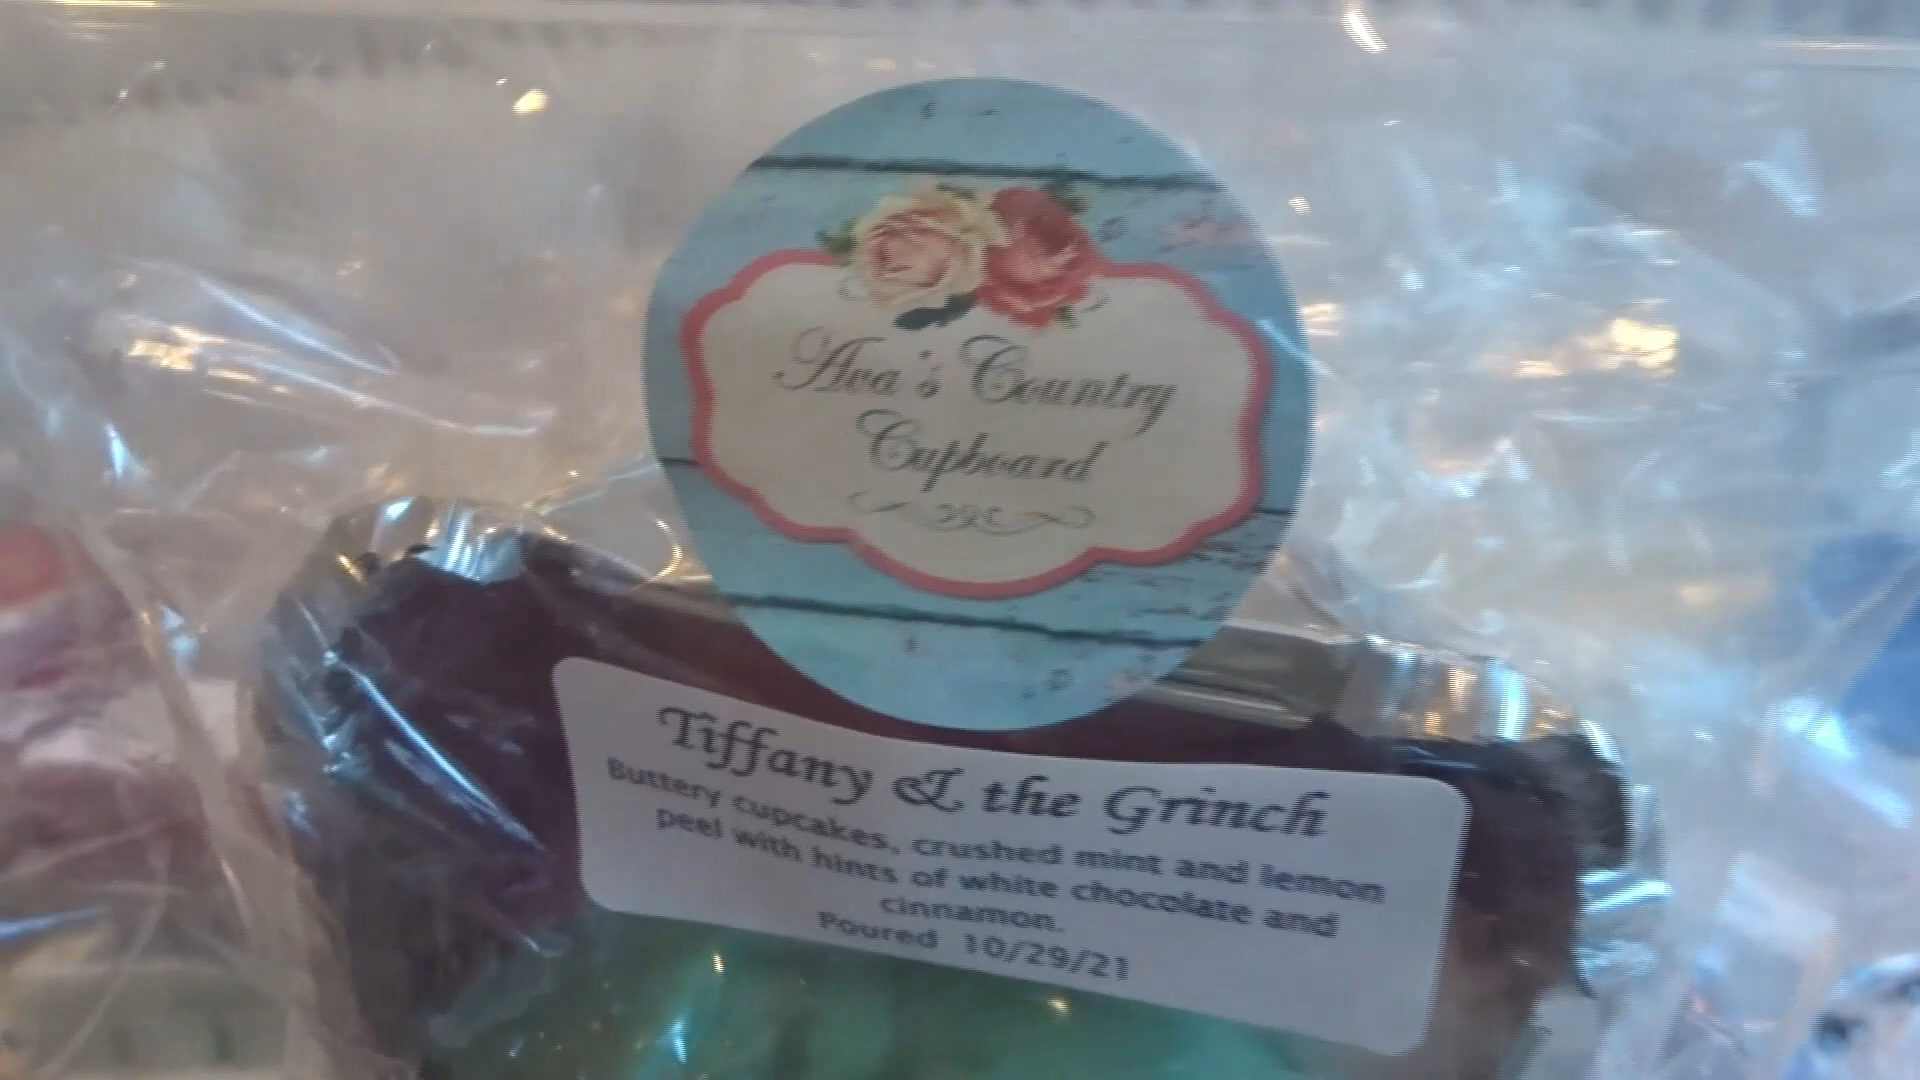 Ava's Country
Cupboard
Tiffany & the Grinch
Buttery cupcakes, crushed mint and lemon
peel with hints of white chocolate and
cinnamon.
Poured 10/29/21